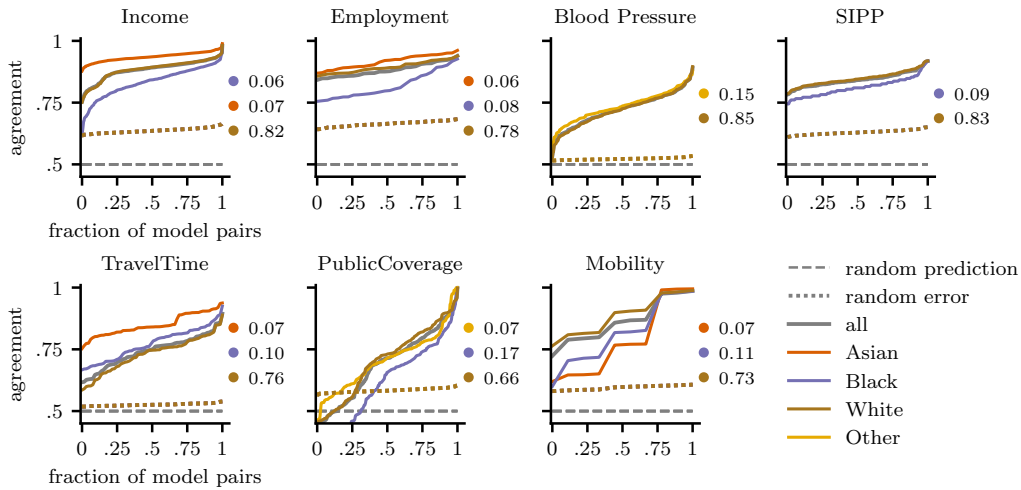 Income
Employment
Blood Pressure
SIPP
agreement
1
.75
.5
0.06
0.07
0.82
0.06
0.08
0.78
0.15
0.85
0.09
0.83
0 .25 .5 .75 1
0 .25 .5 .75 1
0 .25 .5 .75 1
0 .25 .5 .75 1
fraction of model pairs
TravelTime
PublicCoverage
Mobility
agreement
1
.75
.5
0.07
0.10
0.76
0.07
0.17
0.66
0.07
0.11
0.73
0 .25 .5 .75 1
0 .25 .5 .75 1
0 .25 .5 .75 1
fraction of model pairs
random prediction
random error
all
Asian
Black
White
Other